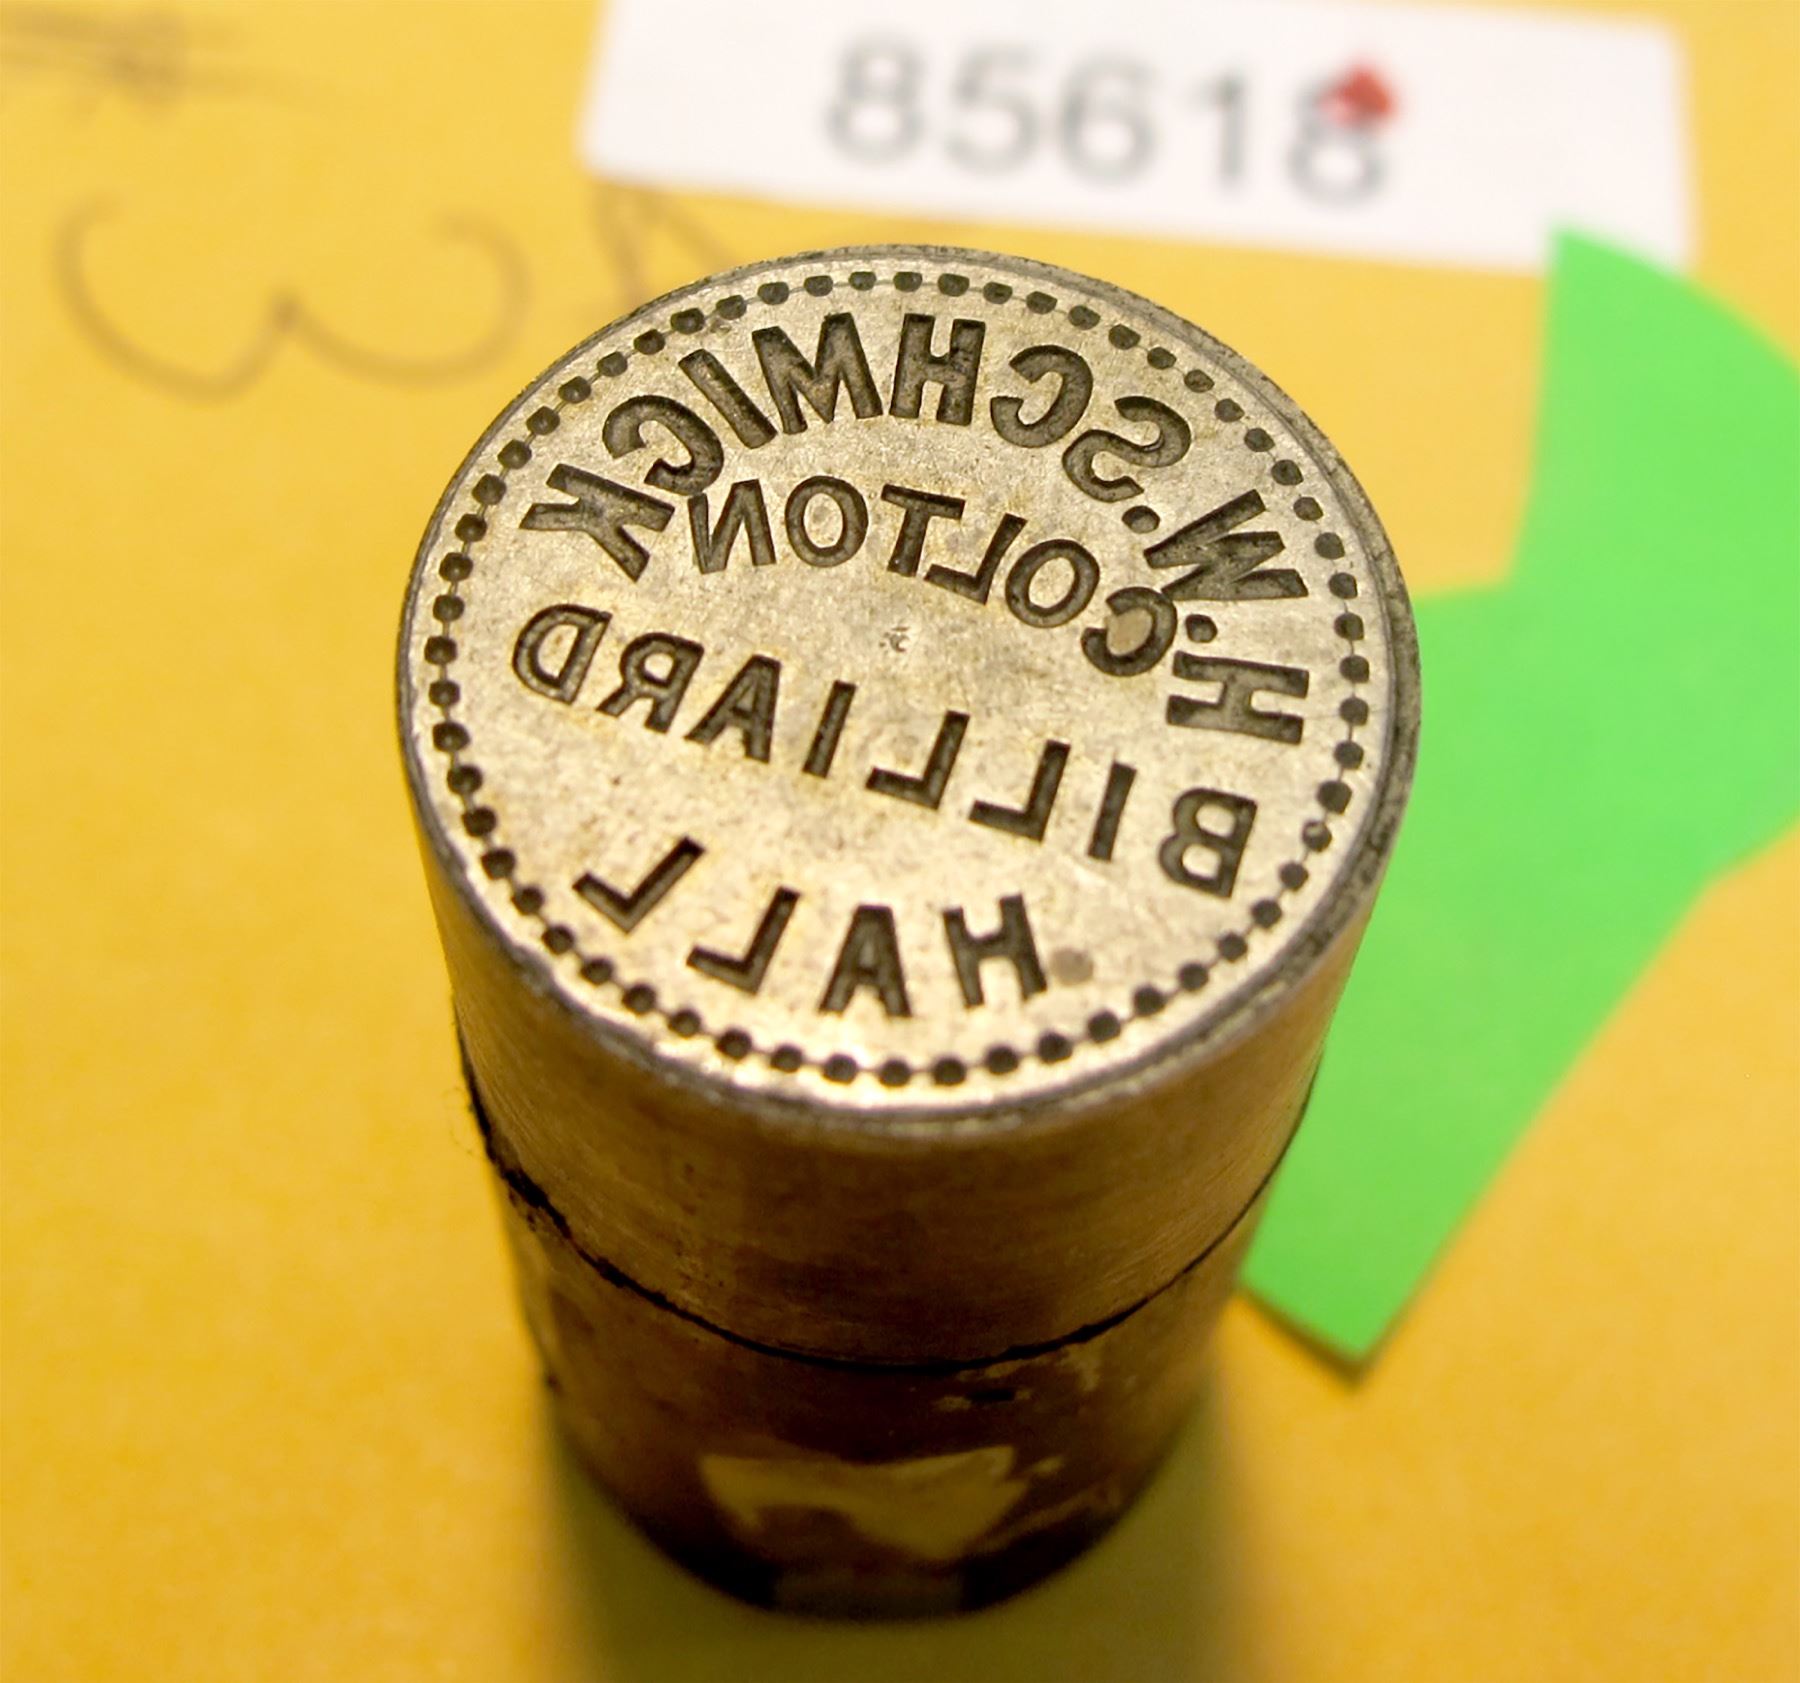 85618
H.W.SCHMICK
COLTON
BILLIARD
HALL